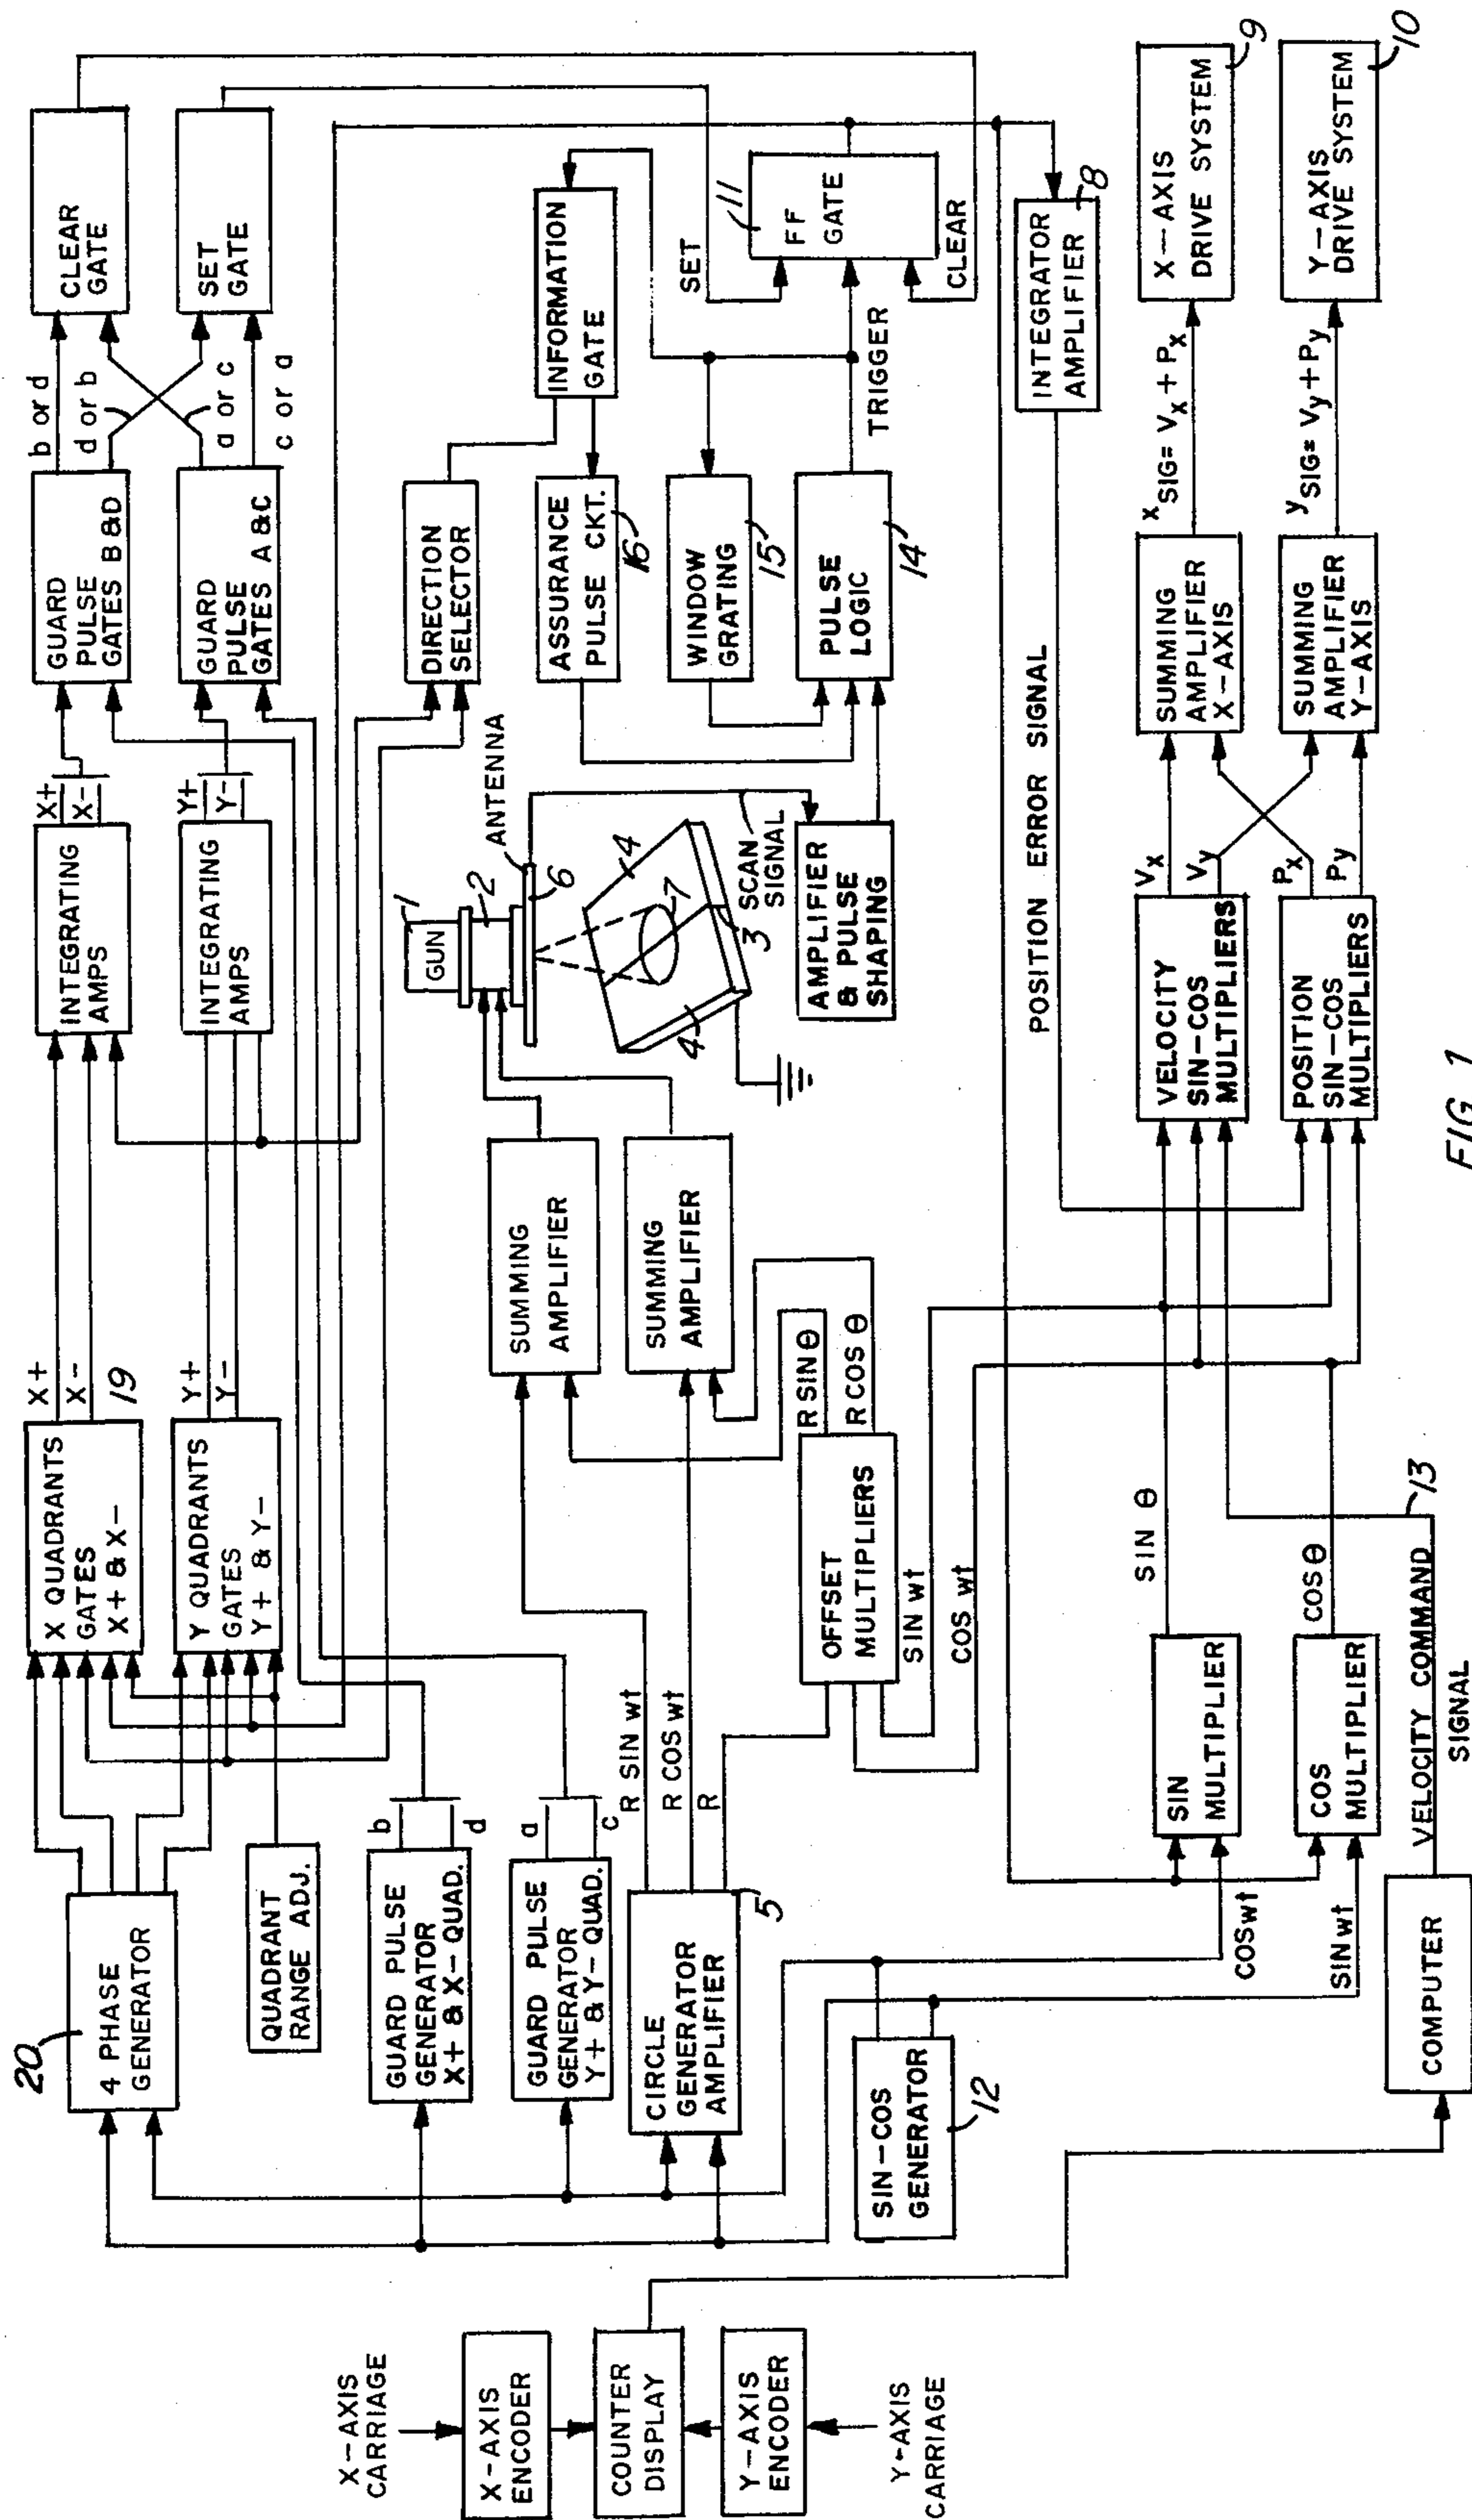 20
4 PHASE
GENERATOR
QUADRANT
RANGE ADJ.
X QUADRANTS
GATES
X+ & X-
X+
X-
19
Y QUADRANTS
GATES
Y+ & Y-
Y+
Y-
INTEGRATING
AMPS
X+
X-
INTEGRATING
AMPS
Y+
Y-
GUARD
PULSE
GATES B&D
b or d
d or b
GUARD
PULSE
GATES A&C
a or c
c or a
CLEAR
GATE
SET
GATE
GUARD PULSE
GENERATOR
X+ & X- QUAD.
b
d
GUARD PULSE
GENERATOR
Y+ & Y- QUAD.
a
c
CIRCLE
GENERATOR
AMPLIFIER
5
R SIN wt
R COS wt
R
SIN-COS
GENERATOR
12
OFFSET
MULTIPLIERS
R SIN θ
R COS θ
SIN wt
COS wt
SUMMING
AMPLIFIER
SUMMING
AMPLIFIER
GUN
1
2
ANTENNA
6
4
7
3
4
SCAN
SIGNAL
AMPLIFIER
& PULSE
SHAPING
DIRECTION
SELECTOR
ASSURANCE
PULSE CKT.
16
WINDOW
GRATING
15
PULSE
LOGIC
14
INFORMATION
GATE
SET
TRIGGER
CLEAR
FF
GATE
11
INTEGRATOR
AMPLIFIER
8
POSITION ERROR SIGNAL
X-AXIS
CARRIAGE
X-AXIS
ENCODER
COUNTER
DISPLAY
Y-AXIS
ENCODER
Y-AXIS
CARRIAGE
COMPUTER
VELOCITY COMMAND
SIGNAL
13
COSwt
SINwt
SIN
MULTIPLIER
SIN θ
COS
MULTIPLIER
COS θ
VELOCITY
SIN-COS
MULTIPLIERS
Vx
Vy
POSITION
SIN-COS
MULTIPLIERS
Px
Py
SUMMING
AMPLIFIER
X-AXIS
XSIG= Vx + Px
SUMMING
AMPLIFIER
Y-AXIS
YSIG= Vy + Py
X-AXIS
DRIVE SYSTEM
9
Y-AXIS
DRIVE SYSTEM
10
FIG. 1